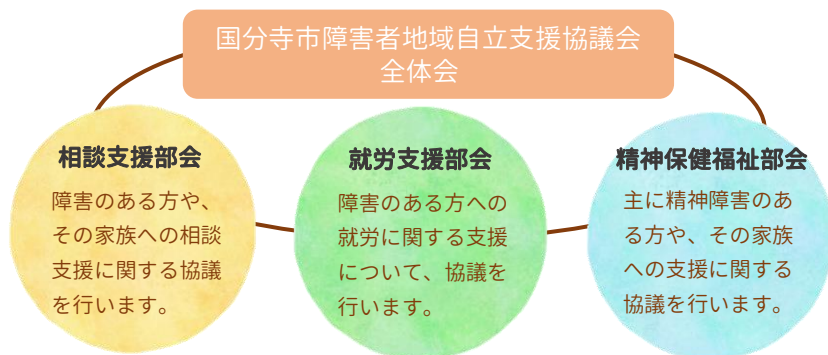 国分寺市障害者地域自立支援協議会
全体会
相談支援部会
障害のある方や、
その家族への相談
支援に関する協議
を行います。
就労支援部会
障害のある方への
就労に関する支援
について、協議を
行います。
精神保健福祉部会
主に精神障害のあ
る方や、その家族
への支援に関する
協議を行います。